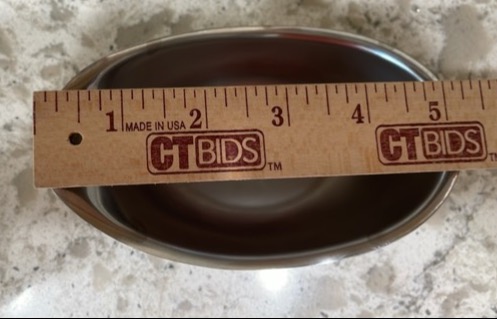 1 2 3 4 5
MADE IN USA
CTBIDS TM CTBIDS